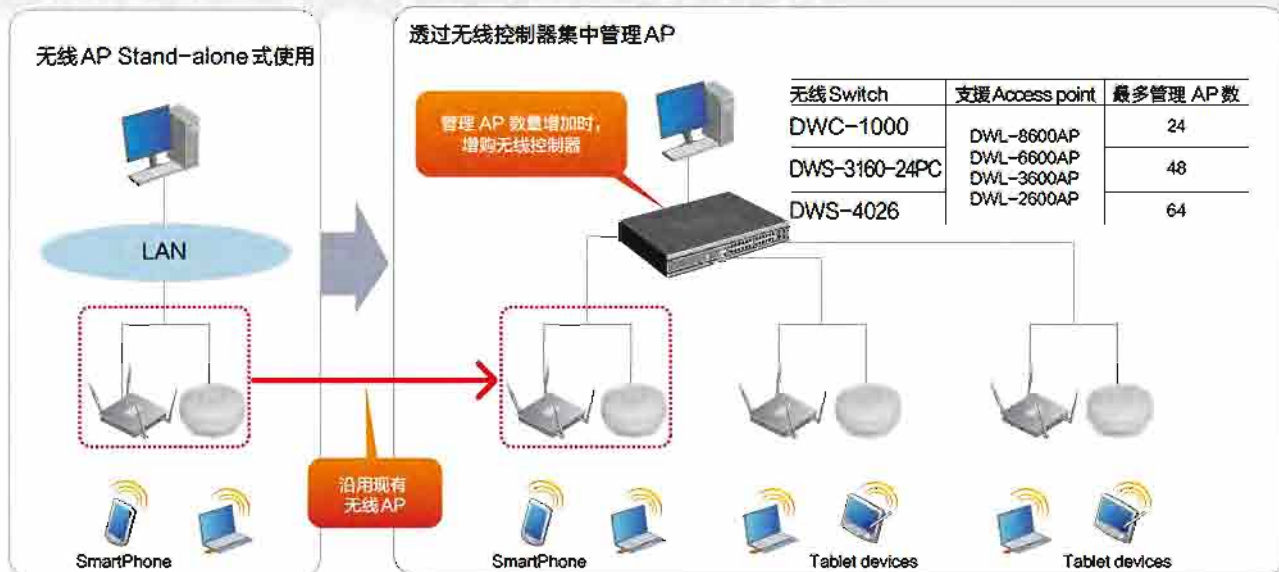 无线AP Stand-alone式使用
LAN
SmartPhone
沿用现有
无线AP
透过无线控制器集中管理AP
管理 AP 数量增加时，
增购无线控制器
无线Switch 支援Access point 最多管理 AP数
DWC-1000 24
DWS-3160-24PC 48
DWS-4026 64
DWL-8600AP
DWL-6600AP
DWL-3600AP
DWL-2600AP
SmartPhone
Tablet devices
Tablet devices